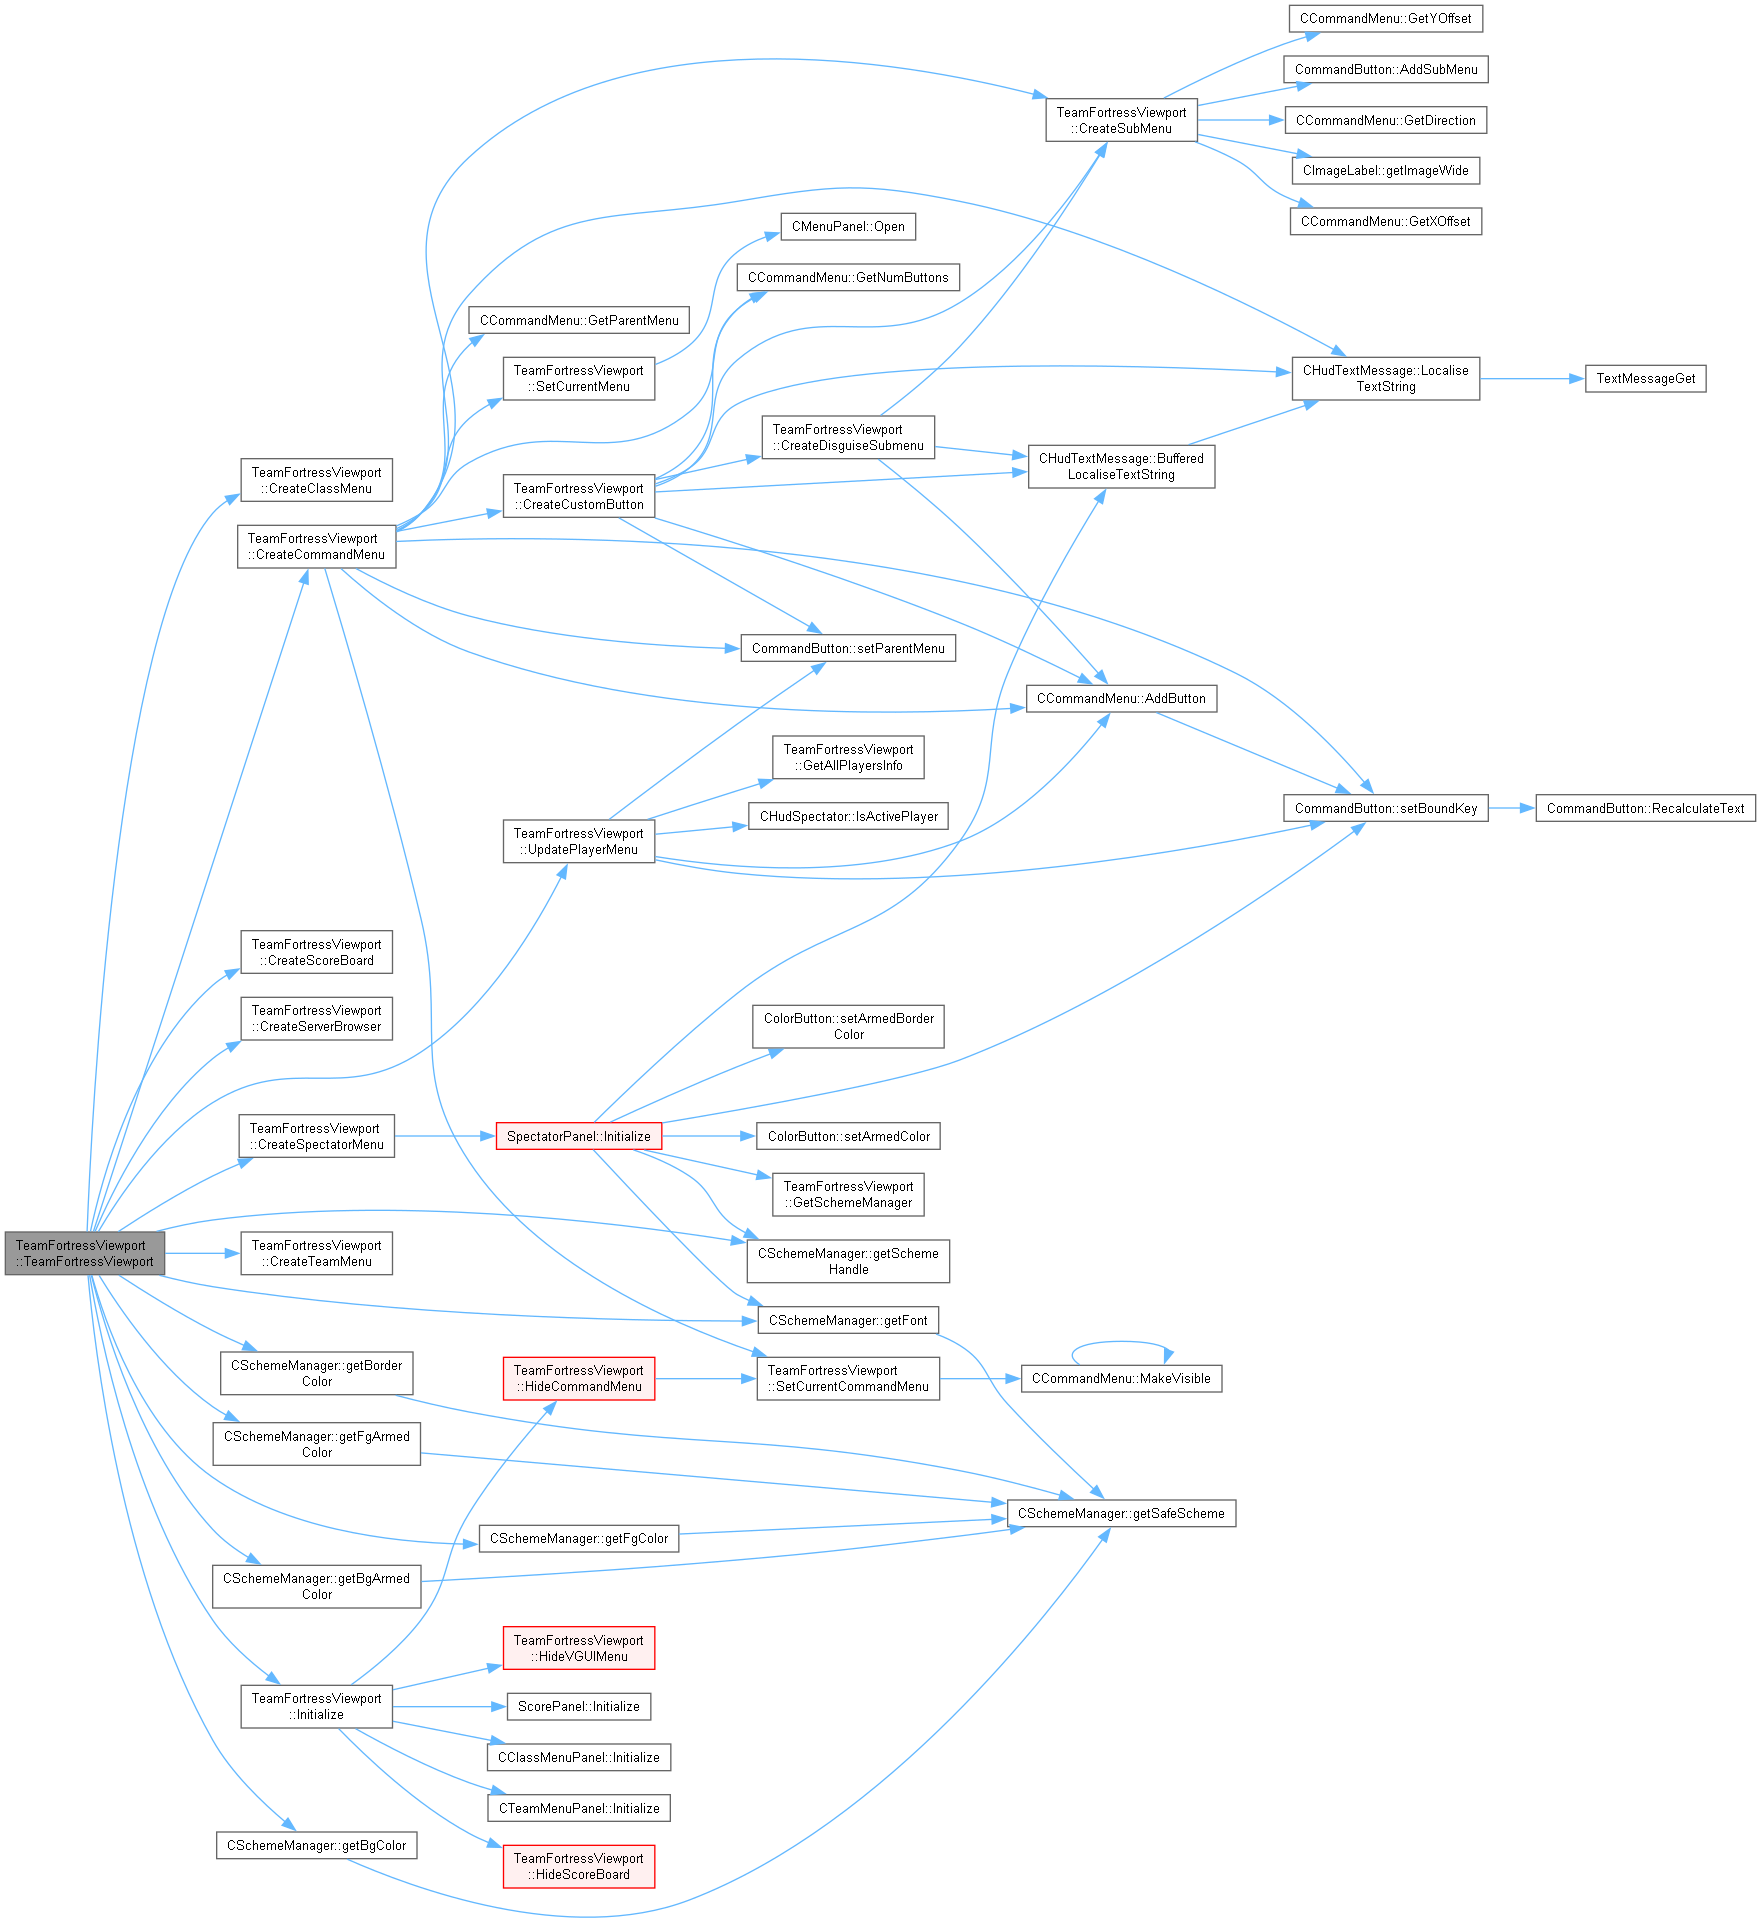 CCommandMenu::GetYOffset
CommandButton::AddSubMenu
TeamFortressViewport
::CreateSubMenu
CCommandMenu::GetDirection
CImageLabel::getImageWide
CCommandMenu::GetXOffset
CMenuPanel::Open
CCommandMenu::GetNumButtons
CCommandMenu::GetParentMenu
TeamFortressViewport
::SetCurrentMenu
CHudTextMessage::Localise
TextString
TextMessageGet
TeamFortressViewport
::CreateDisguiseSubmenu
CHudTextMessage::Buffered
LocaliseTextString
TeamFortressViewport
::CreateClassMenu
TeamFortressViewport
::CreateCustomButton
TeamFortressViewport
::CreateCommandMenu
CommandButton::setParentMenu
CCommandMenu::AddButton
TeamFortressViewport
::GetAllPlayersInfo
CHudSpectator::IsActivePlayer
CommandButton::setBoundKey
CommandButton::RecalculateText
TeamFortressViewport
::UpdatePlayerMenu
TeamFortressViewport
::CreateScoreBoard
TeamFortressViewport
::CreateServerBrowser
ColorButton::setArmedBorder
Color
TeamFortressViewport
::CreateSpectatorMenu
SpectatorPanel::Initialize
ColorButton::setArmedColor
TeamFortressViewport
::GetSchemeManager
TeamFortressViewport
::TeamFortressViewport
TeamFortressViewport
::CreateTeamMenu
CSchemeManager::getScheme
Handle
CSchemeManager::getFont
CSchemeManager::getBorder
Color
TeamFortressViewport
::HideCommandMenu
TeamFortressViewport
::SetCurrentCommandMenu
CCommandMenu::MakeVisible
CSchemeManager::getFgArmed
Color
CSchemeManager::getSafeScheme
CSchemeManager::getFgColor
CSchemeManager::getBgArmed
Color
TeamFortressViewport
::HideVGUIMenu
TeamFortressViewport
::Initialize
ScorePanel::Initialize
CClassMenuPanel::Initialize
CTeamMenuPanel::Initialize
CSchemeManager::getBgColor
TeamFortressViewport
::HideScoreBoard